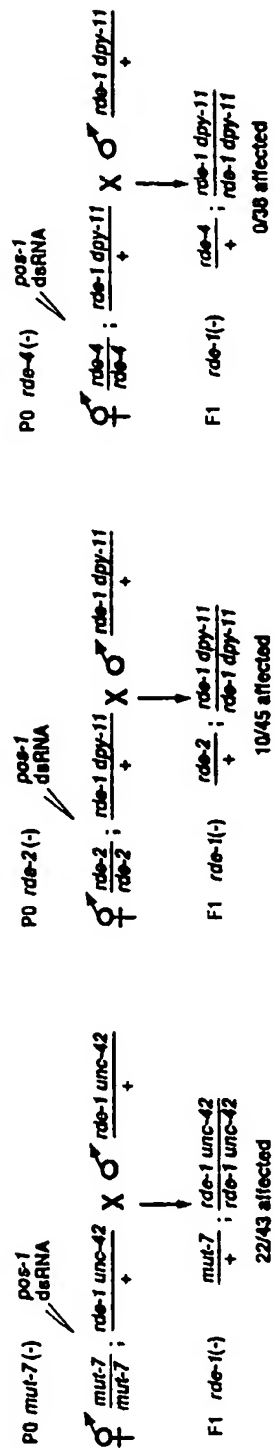 P0 mut-7(-)
pos-1
dsRNA
mut-7 ; rde-1 unc-42 X rde-1 unc-42
mut-7 + +
F1 rde-1(-)
mut-7 ; rde-1 unc-42
+ rde-1 unc-42
22/43 affected
P0 rde-2(-)
pos-1
dsRNA
rde-2 ; rde-1 dpy-11 X rde-1 dpy-11
rde-2 + +
F1 rde-1(-)
rde-2 ; rde-1 dpy-11
+ rde-1 dpy-11
10/45 affected
P0 rde-4(-)
pos-1
dsRNA
rde-4 ; rde-1 dpy-11 X rde-1 dpy-11
rde-4 + +
F1 rde-1(-)
rde-4 ; rde-1 dpy-11
+ rde-1 dpy-11
0/38 affected